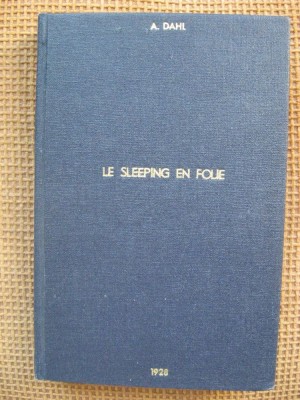 A. DAHL
LE SLEEPING EN FOLIE
1928